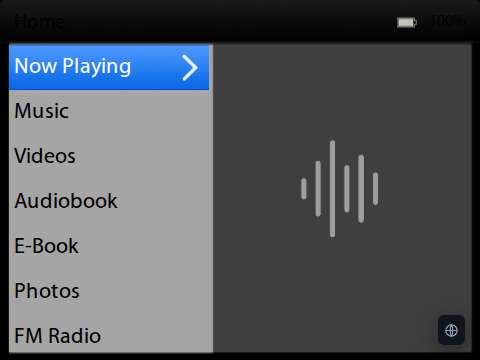 Home
100%
Now Playing
Music
Videos
Audiobook
E-Book
Photos
FM Radio